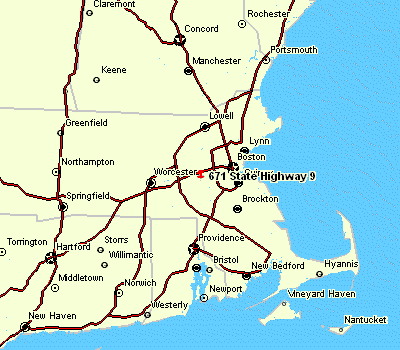 Claremont
Rochester
Concord
Portsmouth
Manchester
Keene
Lowell
Greenfield
Lynn
Boston
Northampton
Worcester
671 State Highway 9
Springfield
Brockton
Torrington
Storrs
Providence
Hartford
Willimantic
Bristol
New Bedford
Hyannis
Middletown
Norwich
Newport
Vineyard Haven
Westerly
New Haven
Nantucket